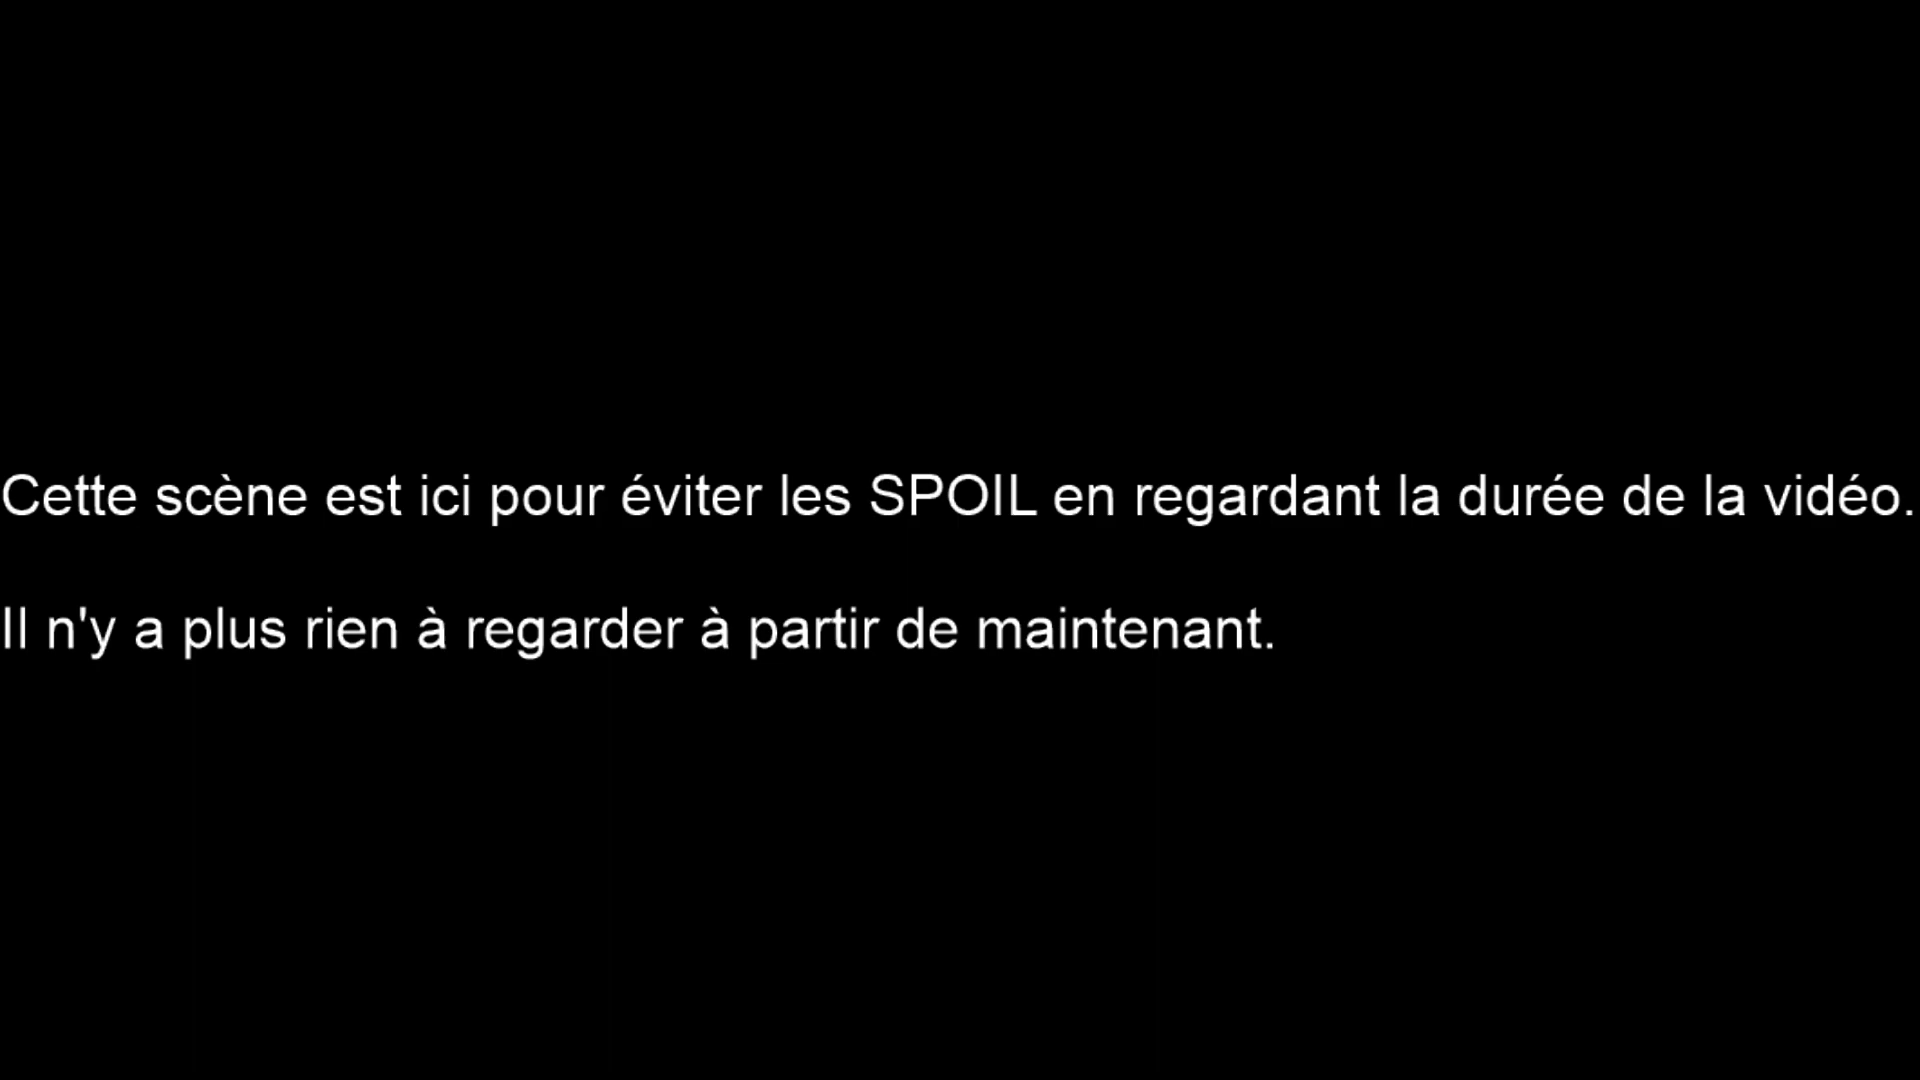 Cette scène est ici pour éviter les SPOIL en regardant la durée de la vidéo.
Il n'y a plus rien à regarder à partir de maintenant.